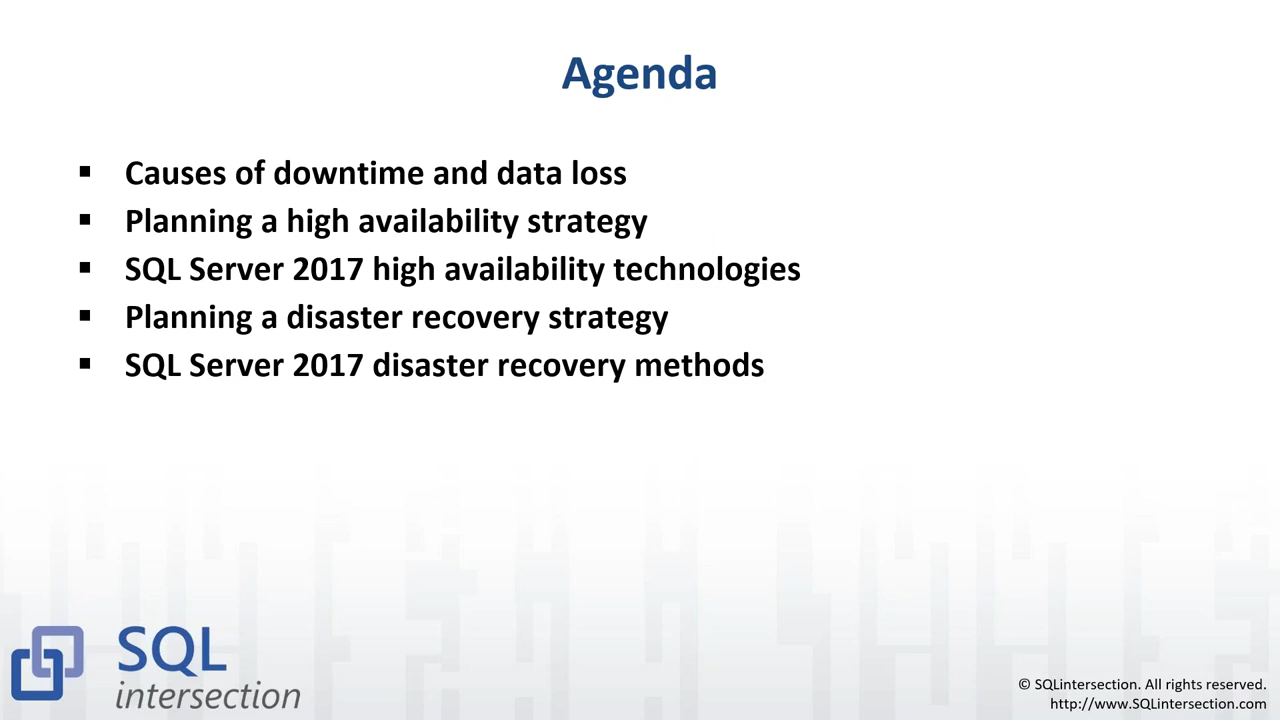 Agenda
▪ Causes of downtime and data loss
▪ Planning a high availability strategy
▪ SQL Server 2017 high availability technologies
▪ Planning a disaster recovery strategy
▪ SQL Server 2017 disaster recovery methods
SQL
intersection
© SQLintersection. All rights reserved.
http://www.SQLintersection.com